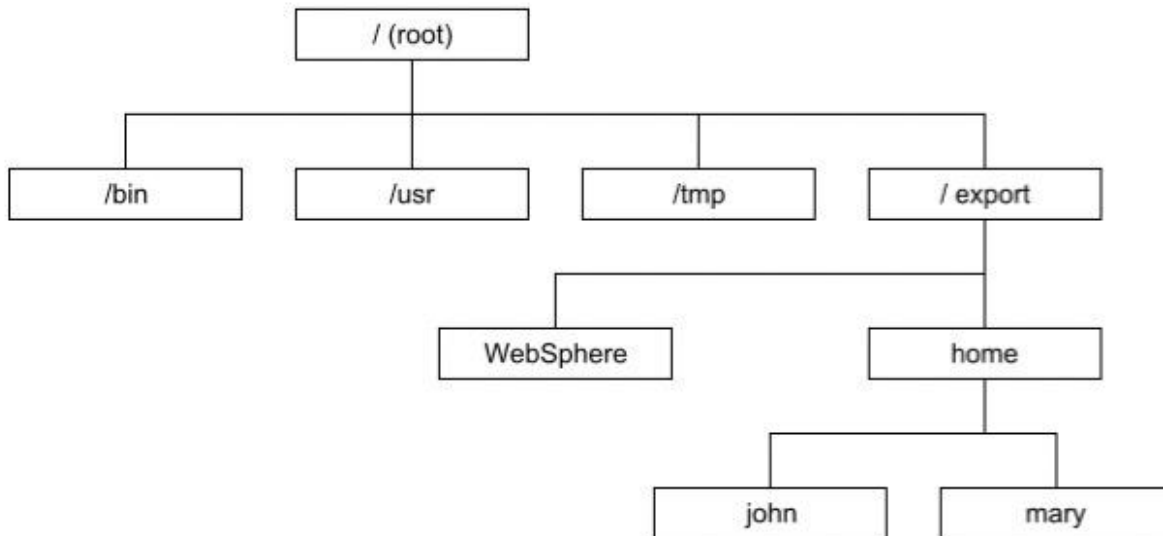 / (root)
/bin
/usr
/tmp
/ export
WebSphere
home
john
mary